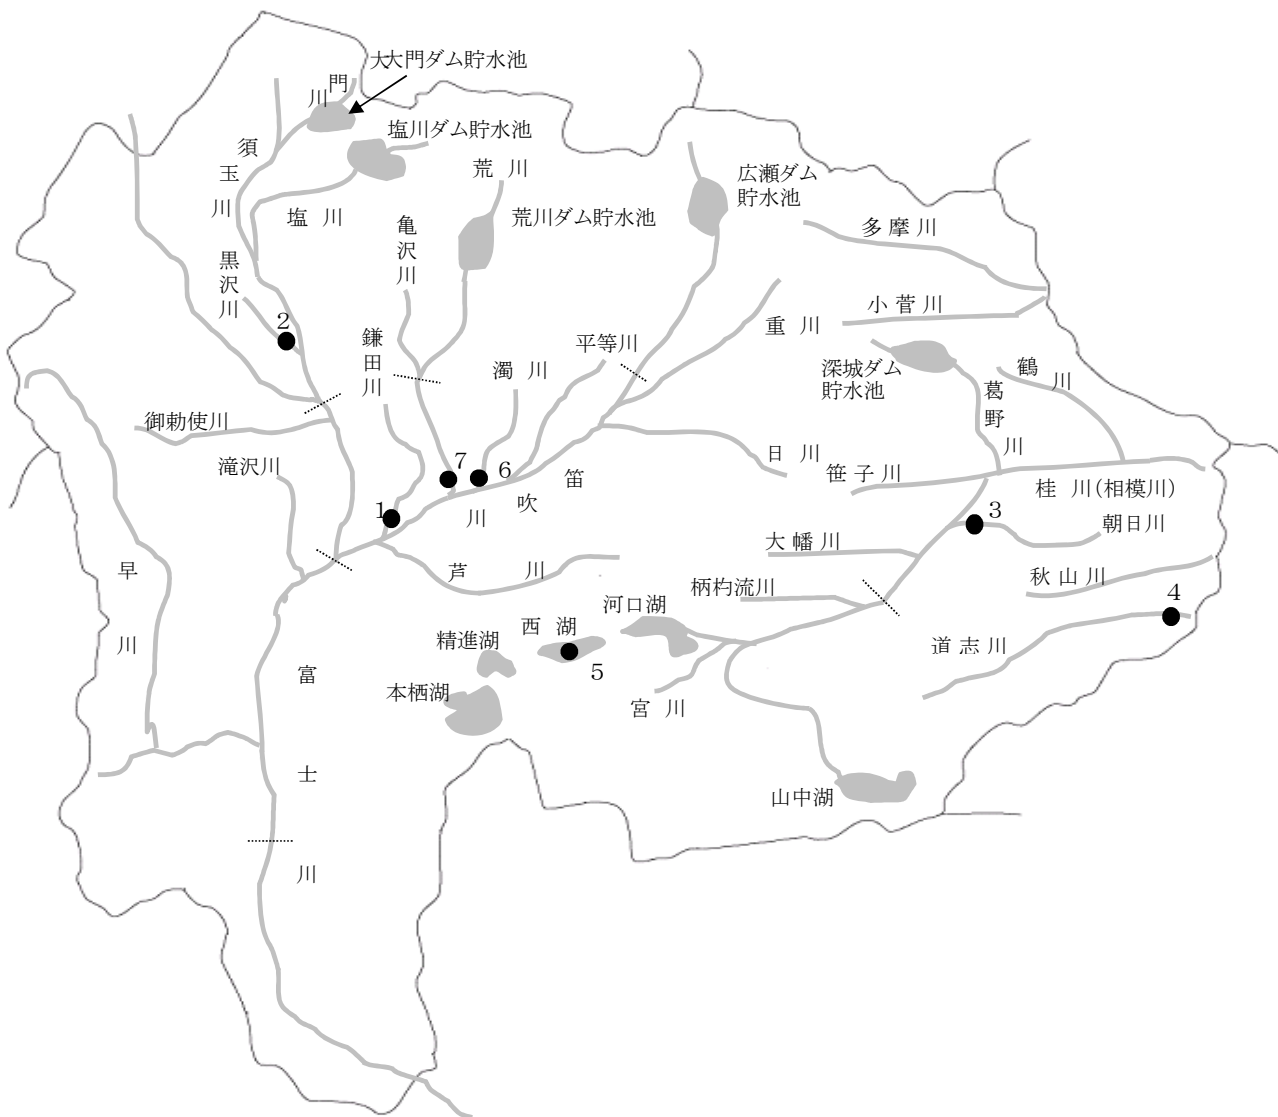 大大門ダム貯水池
門
川
塩川ダム貯水池
須
玉
川
塩 川
荒 川
荒川ダム貯水池
亀
沢
川
黒
沢
川
2
広瀬ダム
貯水池
多 摩 川
小 菅 川
重 川
深城ダム
貯水池
鶴
川
葛
野
川
鎌
田
川
濁 川
平等川
御勅使川
滝沢川
7
6
1
笛
吹
川
日 川
笹 子 川
桂 川(相模川)
3
朝日川
大 幡 川
秋 山 川
4
柄杓流川
道 志 川
芦 川
早
川
河口湖
西 湖
精進湖
5
本栖湖
宮 川
山中湖
富
士
川